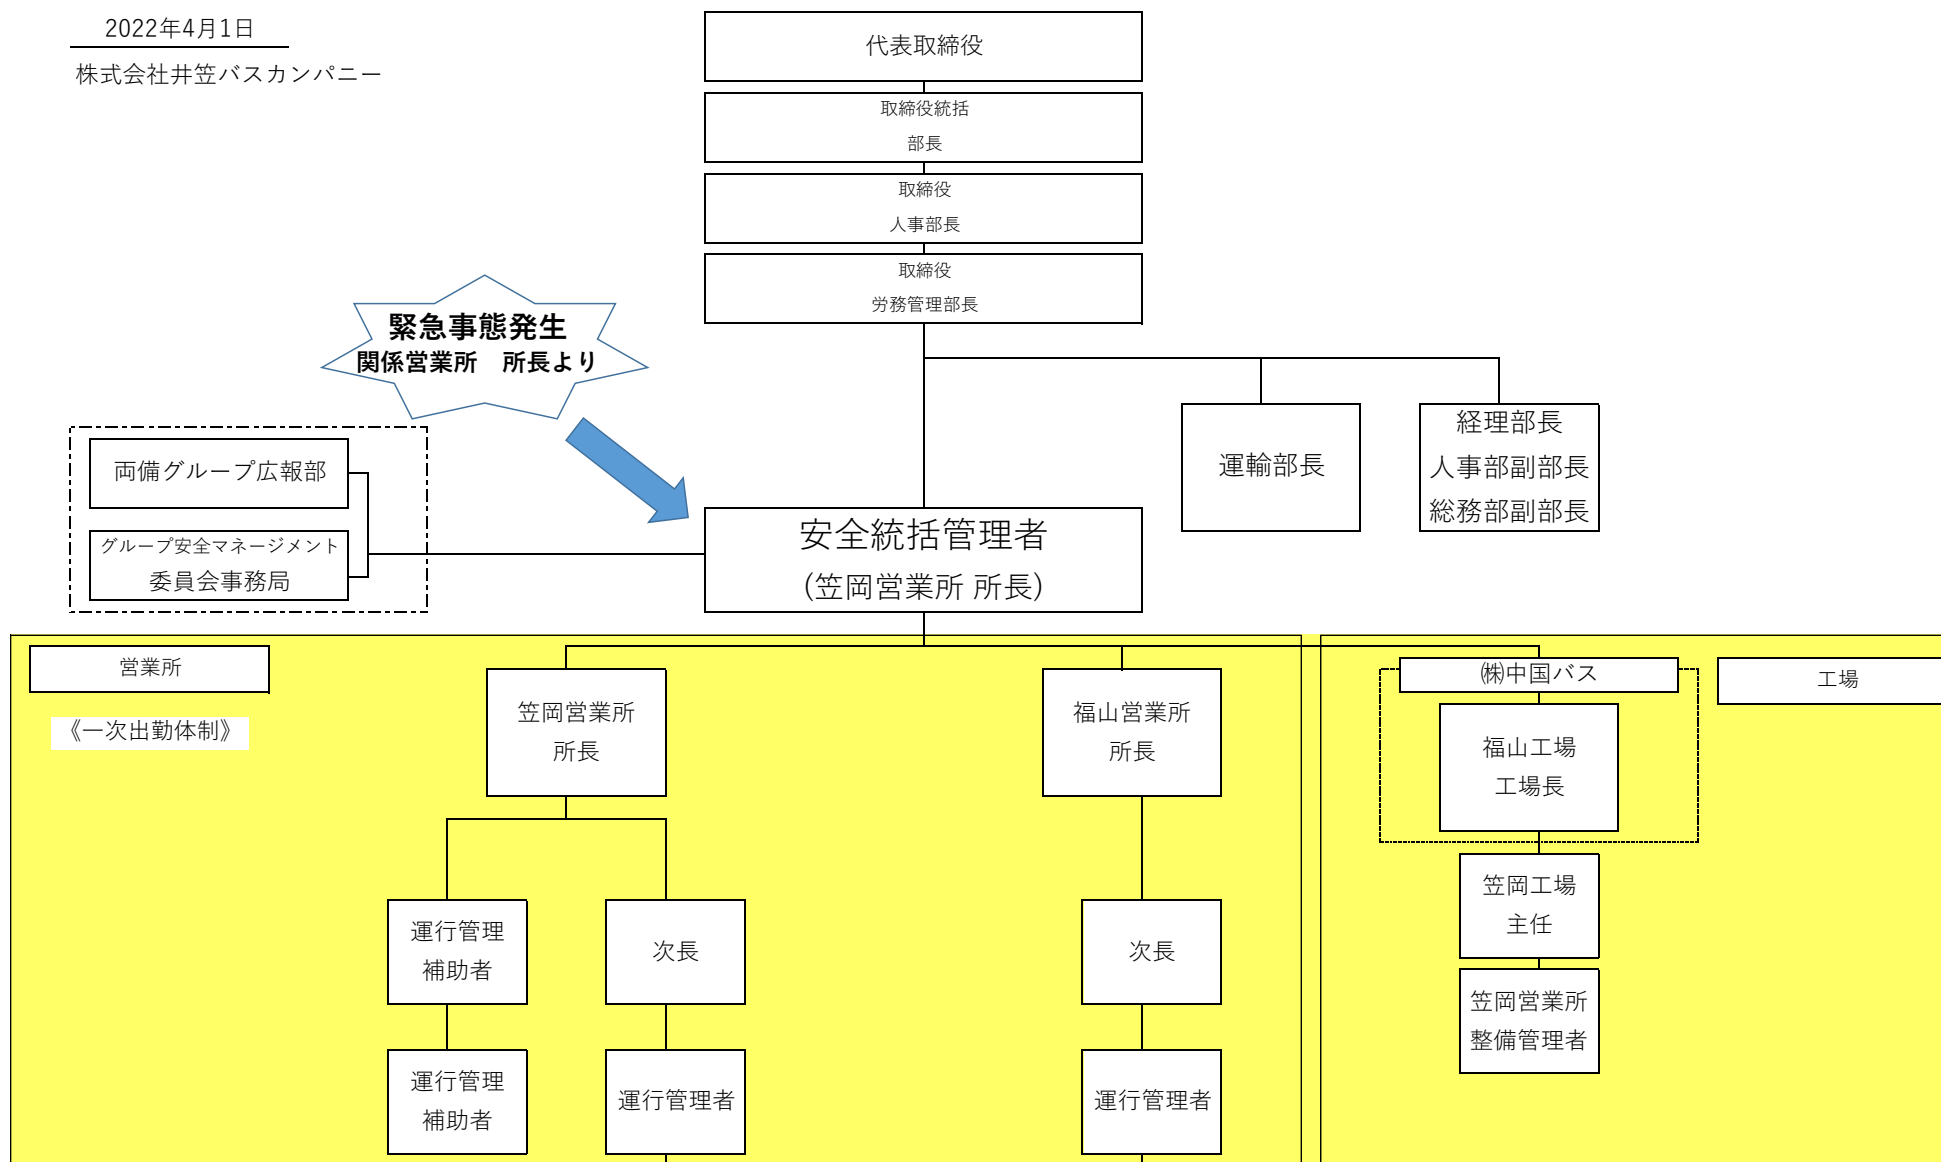 2022年4月1日
株式会社井笠バスカンパニー
代表取締役
取締役統括
部長
取締役
人事部長
取締役
労務管理部長
緊急事態発生
関係営業所　所長より
運輸部長
経理部長
人事部副部長
総務部副部長
両備グループ広報部
グループ安全マネージメント
委員会事務局
安全統括管理者
(笠岡営業所 所長)
営業所
《一次出勤体制》
笠岡営業所
所長
福山営業所
所長
㈱中国バス
工場
福山工場
工場長
運行管理
補助者
次長
次長
笠岡工場
主任
笠岡営業所
整備管理者
運行管理
補助者
運行管理者
運行管理者